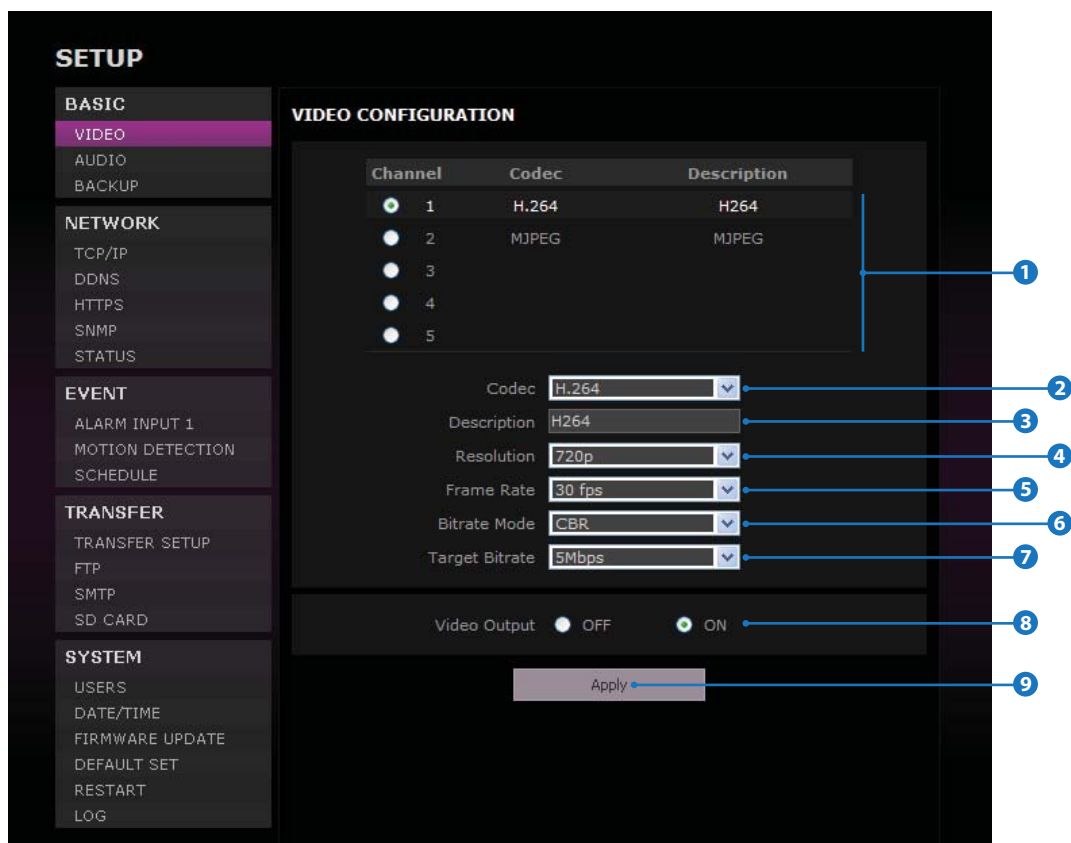 SETUP
BASIC
VIDEO
AUDIO
BACKUP
NETWORK
TCP/IP
DDNS
HTTPS
SNMP
STATUS
EVENT
ALARM INPUT 1
MOTION DETECTION
SCHEDULE
TRANSFER
TRANSFER SETUP
FTP
SMTP
SD CARD
SYSTEM
USERS
DATE/TIME
FIRMWARE UPDATE
DEFAULT SET
RESTART
LOG
VIDEO CONFIGURATION
Channel Codec Description
1 H.264 H264
2 MJPEG MJPEG
3
4
5
1
Codec H.264 2
Description H264 3
Resolution 720p 4
Frame Rate 30 fps 5
Bitrate Mode CBR 6
Target Bitrate 5Mbps 7
Video Output OFF ON 8
Apply 9